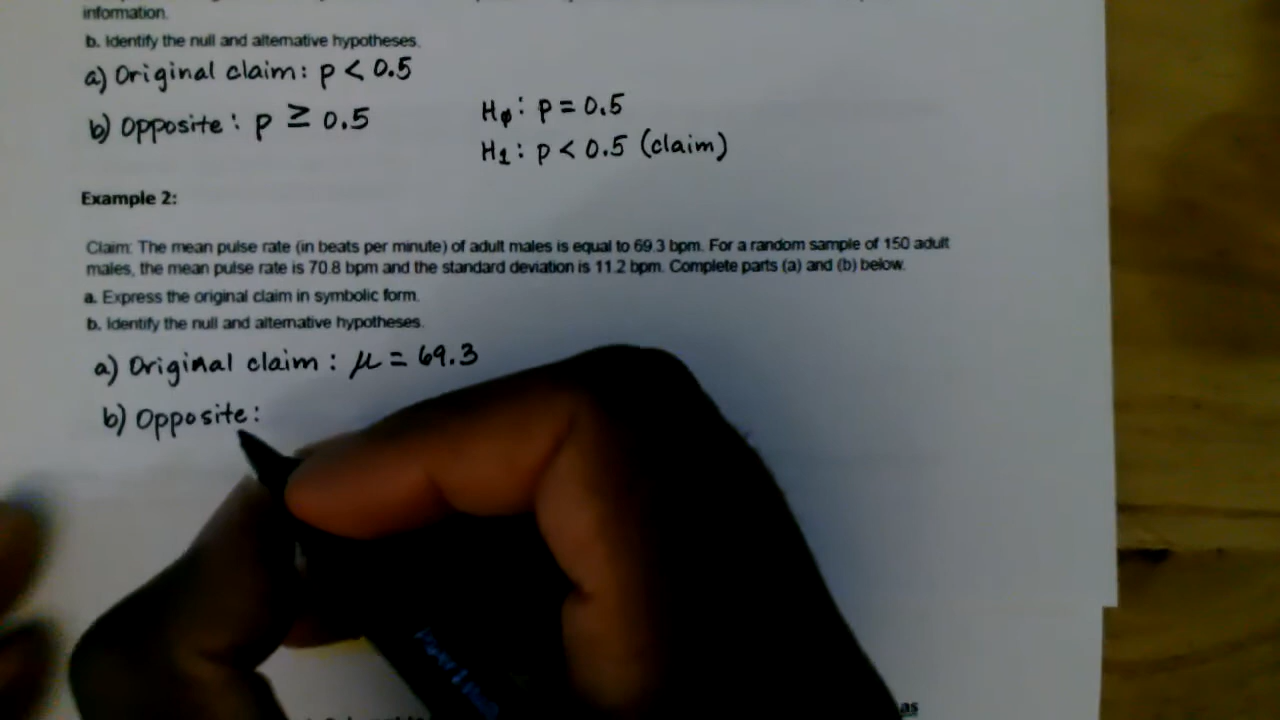 information.
b. Identify the null and alternative hypotheses.
a) Original claim: p < 0.5
b) Opposite: p ≥ 0.5
H₀: p = 0.5
H₁: p < 0.5 (claim)
Example 2:
Claim: The mean pulse rate (in beats per minute) of adult males is equal to 69.3 bpm. For a random sample of 150 adult
males, the mean pulse rate is 70.8 bpm and the standard deviation is 11.2 bpm. Complete parts (a) and (b) below.
a. Express the original claim in symbolic form.
b. Identify the null and alternative hypotheses.
a) Original claim: μ = 69.3
b) Opposite:
as